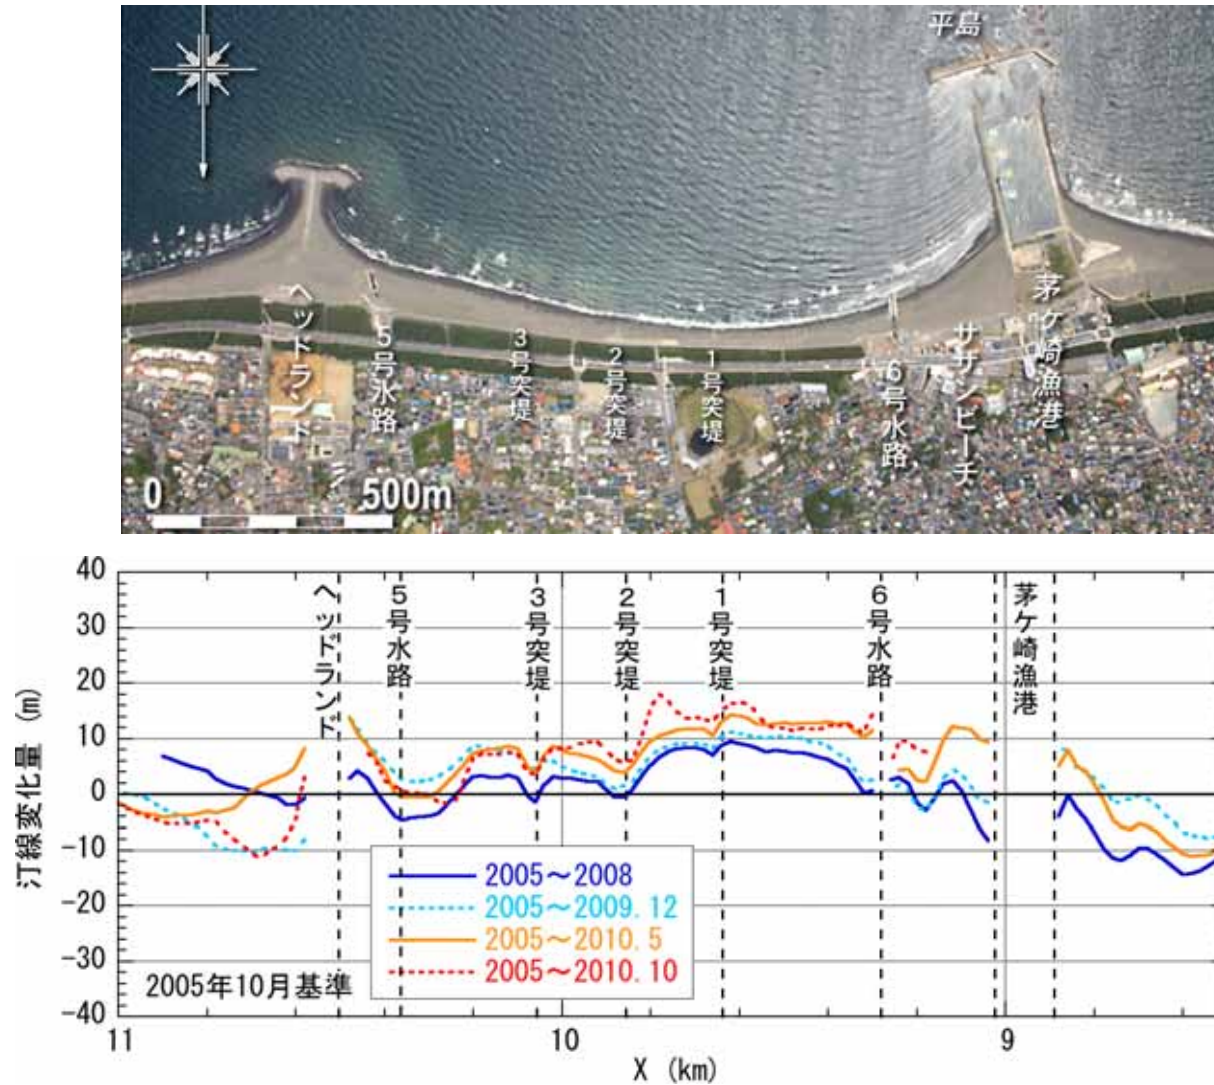 平島
ヘッドランド
5号水路
3号突堤
2号突堤
1号突堤
6号水路
サザンビーチ
茅ケ崎漁港
0 500m
40
30
20
10
0
-10
-20
-30
-40
汀線変化量 (m)
ヘッドランド
5号水路
3号突堤
2号突堤
1号突堤
6号水路
茅ケ崎漁港
2005～2008
2005～2009.12
2005～2010.5
2005～2010.10
2005年10月基準
11 10 9
X (km)